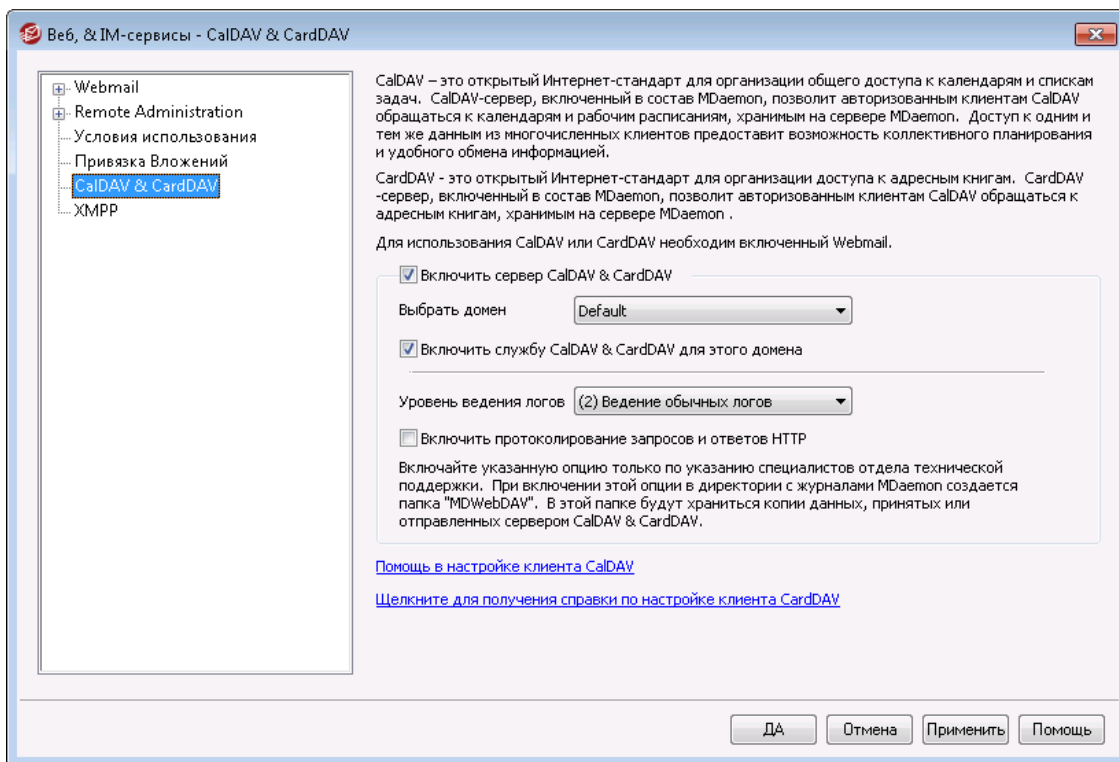 Веб, & IM-сервисы - CalDAV & CardDAV
Webmail
Remote Administration
Условия использования
Привязка Вложений
CalDAV & CardDAV
XMPP
CalDAV – это открытый Интернет-стандарт для организации общего доступа к календарям и спискам
задач. CalDAV-сервер, включенный в состав MDaemon, позволит авторизованным клиентам CalDAV
обращаться к календарям и рабочим расписаниям, хранимым на сервере MDaemon. Доступ к одним и
тем же данным из многочисленных клиентов предоставит возможность коллективного планирования
и удобного обмена информацией.
CardDAV - это открытый Интернет-стандарт для организации доступа к адресным книгам. CardDAV
-сервер, включенный в состав MDaemon, позволит авторизованным клиентам CalDAV обращаться к
адресным книгам, хранимым на сервере MDaemon .
Для использования CalDAV или CardDAV необходим включенный Webmail.
Включить сервер CalDAV & CardDAV
Выбрать домен Default
Включить службу CalDAV & CardDAV для этого домена
Уровень ведения логов (2) Ведение обычных логов
Включить протоколирование запросов и ответов HTTP
Включайте указанную опцию только по указанию специалистов отдела технической
поддержки. При включении этой опции в директории с журналами MDaemon создается
папка "MDWebDAV". В этой папке будут храниться копии данных, принятых или
отправленных сервером CalDAV & CardDAV.
Помощь в настройке клиента CalDAV
Щелкните для получения справки по настройке клиента CardDAV
ДА Отмена Применить Помощь